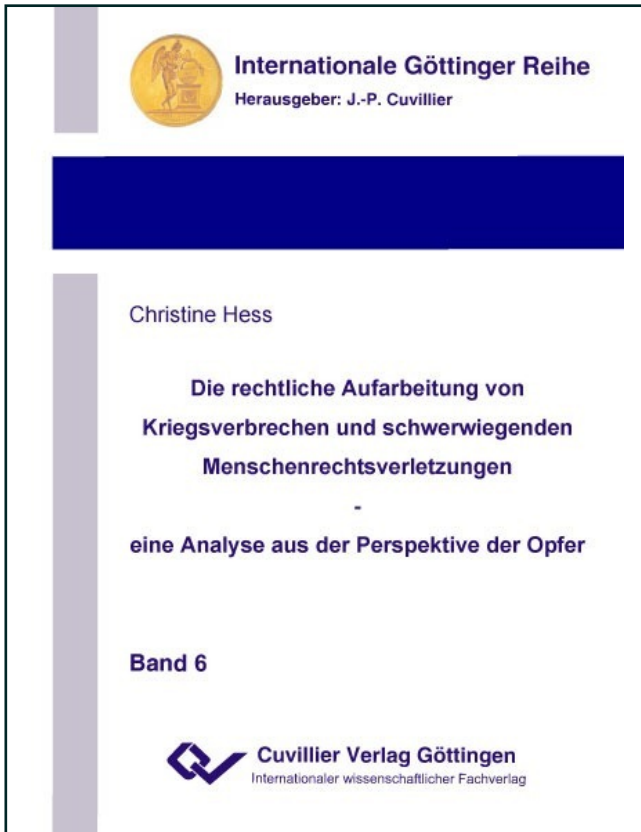 Internationale Göttinger Reihe
Herausgeber: J.-P. Cuvillier
Christine Hess
Die rechtliche Aufarbeitung von
Kriegsverbrechen und schwerwiegenden
Menschenrechtsverletzungen
-
eine Analyse aus der Perspektive der Opfer
Band 6
Cuvillier Verlag Göttingen
Internationaler wissenschaftlicher Fachverlag